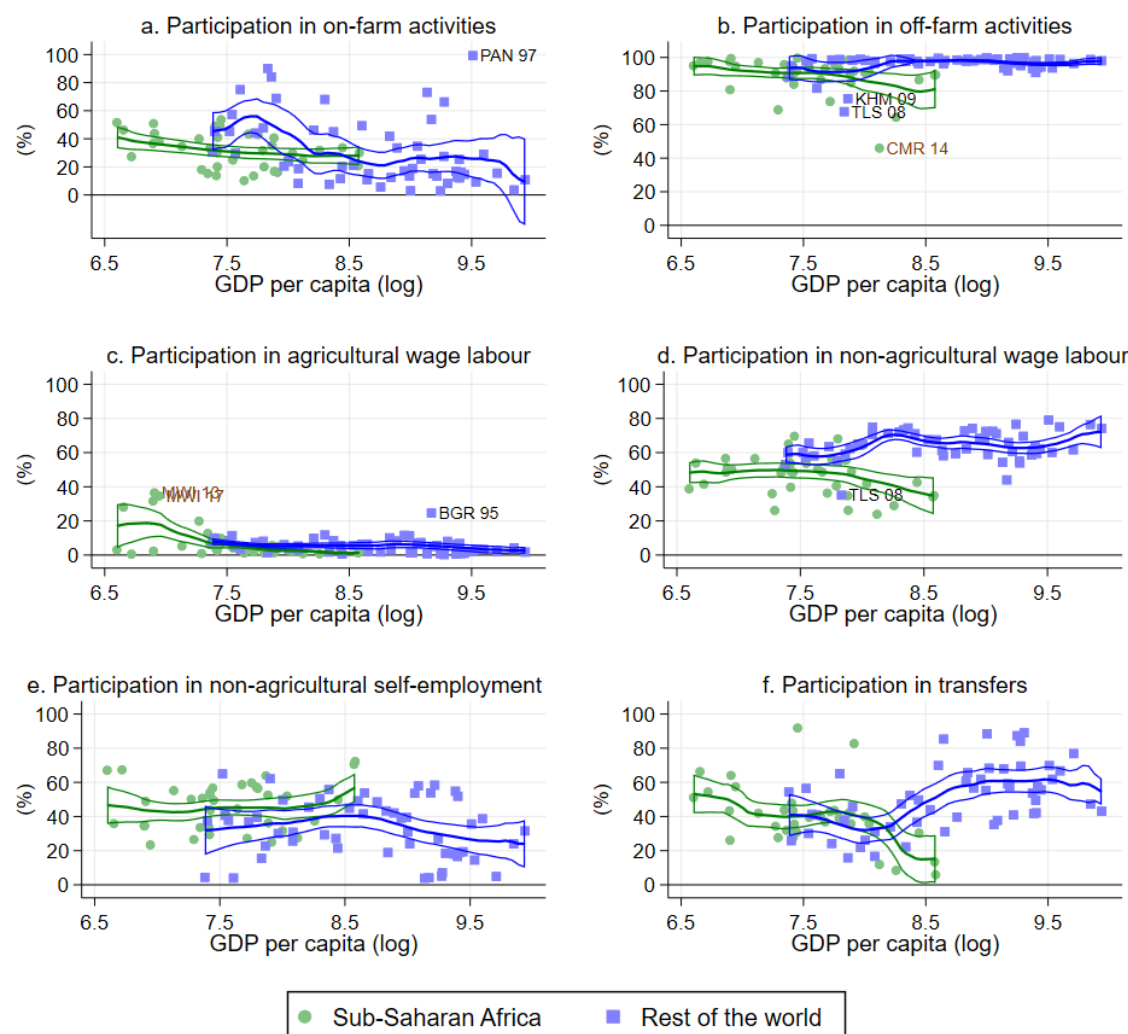 a. Participation in on-farm activities
100
80
60
40
20
0
(%)
PAN 97
6.5 7.5 8.5 9.5
GDP per capita (log)
b. Participation in off-farm activities
100
80
60
40
20
0
(%)
KHM 09
TLS 08
CMR 14
6.5 7.5 8.5 9.5
GDP per capita (log)
c. Participation in agricultural wage labour
100
80
60
40
20
0
(%)
MWI 13
MWI 17
BGR 95
6.5 7.5 8.5 9.5
GDP per capita (log)
d. Participation in non-agricultural wage labour
100
80
60
40
20
0
(%)
TLS 08
6.5 7.5 8.5 9.5
GDP per capita (log)
e. Participation in non-agricultural self-employment
100
80
60
40
20
0
(%)
6.5 7.5 8.5 9.5
GDP per capita (log)
f. Participation in transfers
100
80
60
40
20
0
(%)
6.5 7.5 8.5 9.5
GDP per capita (log)
Sub-Saharan Africa Rest of the world